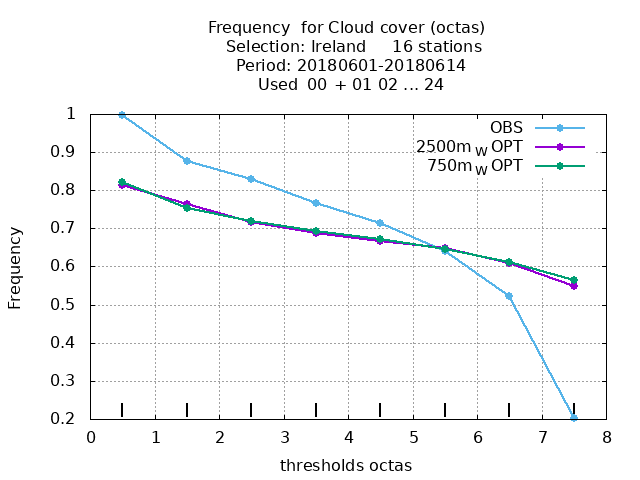 Frequency  for Cloud cover (octas)
Selection: Ireland     16 stations
Period: 20180601-20180614
Used  00  + 01 02 ... 24
OBS
2500m_W OPT
750m_W OPT
1
0.9
0.8
0.7
0.6
0.5
0.4
0.3
0.2
Frequency
0 1 2 3 4 5 6 7 8
thresholds octas